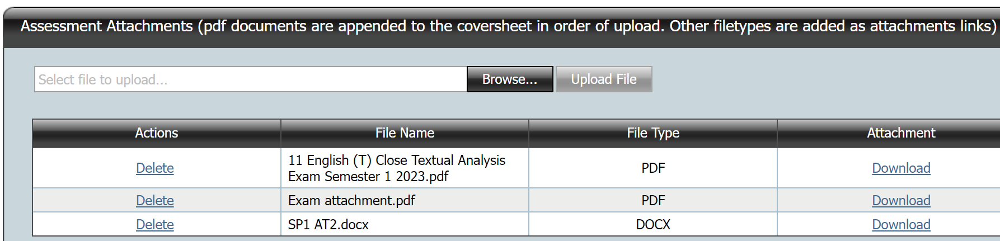 Assessment Attachments (pdf documents are appended to the coversheet in order of upload. Other filetypes are added as attachments links)
Select file to upload...
Browse...
Upload File
Actions
File Name
File Type
Attachment
Delete
11 English (T) Close Textual Analysis
Exam Semester 1 2023.pdf
PDF
Download
Delete
Exam attachment.pdf
PDF
Download
Delete
SP1 AT2.docx
DOCX
Download